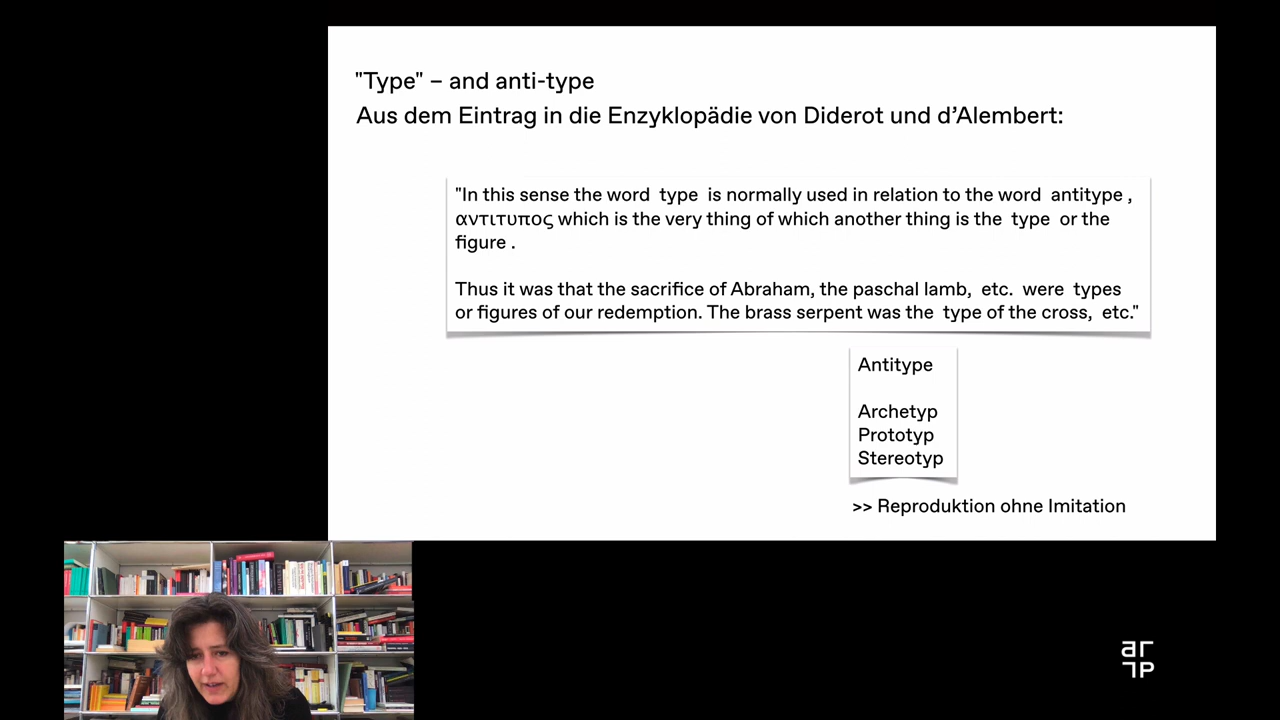 "Type" – and anti-type
Aus dem Eintrag in die Enzyklopädie von Diderot und d’Alembert:
"In this sense the word type is normally used in relation to the word antitype ,
αντιτυπος which is the very thing of which another thing is the type or the
figure .
Thus it was that the sacrifice of Abraham, the paschal lamb, etc. were types
or figures of our redemption. The brass serpent was the type of the cross, etc."
Antitype
Archetyp
Prototyp
Stereotyp
>> Reproduktion ohne Imitation